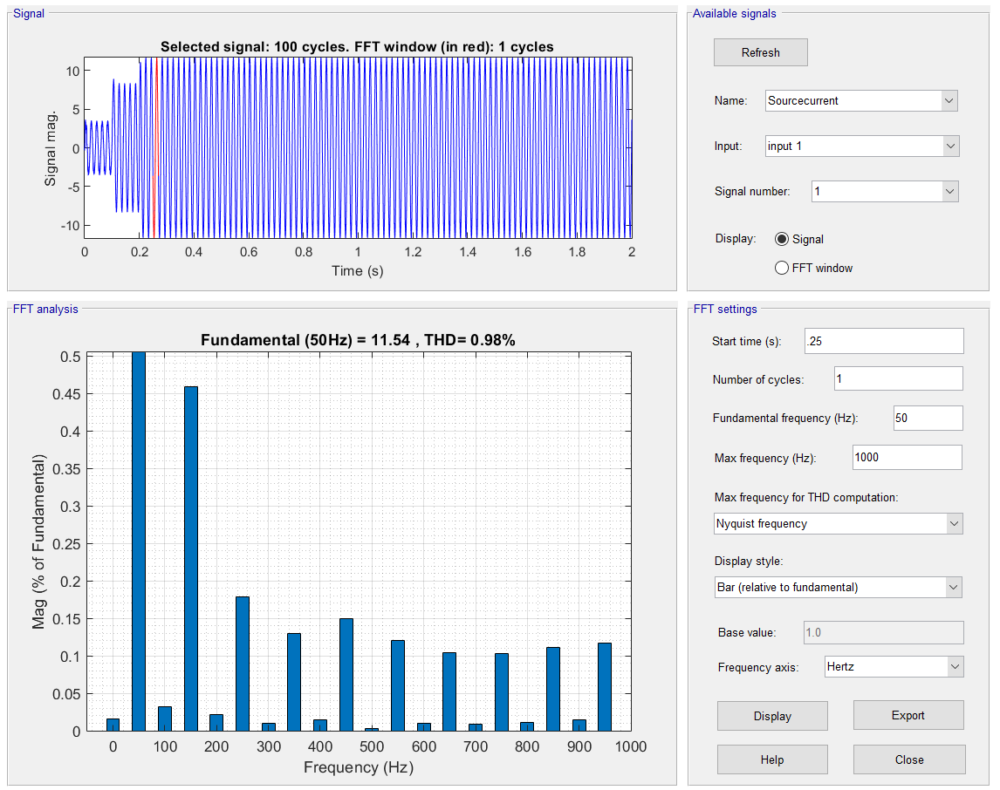 Signal
Selected signal: 100 cycles. FFT window (in red): 1 cycles
10
5
0
-5
-10
Signal mag.
0 0.2 0.4 0.6 0.8 1 1.2 1.4 1.6 1.8 2
Time (s)
Available signals
Refresh
Name: Sourcecurrent
Input: input 1
Signal number: 1
Display: Signal
FFT window
FFT analysis
Fundamental (50Hz) = 11.54 , THD= 0.98%
0.5
0.45
0.4
0.35
0.3
0.25
0.2
0.15
0.1
0.05
0
Mag (% of Fundamental)
0 100 200 300 400 500 600 700 800 900 1000
Frequency (Hz)
FFT settings
Start time (s): .25
Number of cycles: 1
Fundamental frequency (Hz): 50
Max frequency (Hz): 1000
Max frequency for THD computation:
Nyquist frequency
Display style:
Bar (relative to fundamental)
Base value: 1.0
Frequency axis: Hertz
Display Export
Help Close